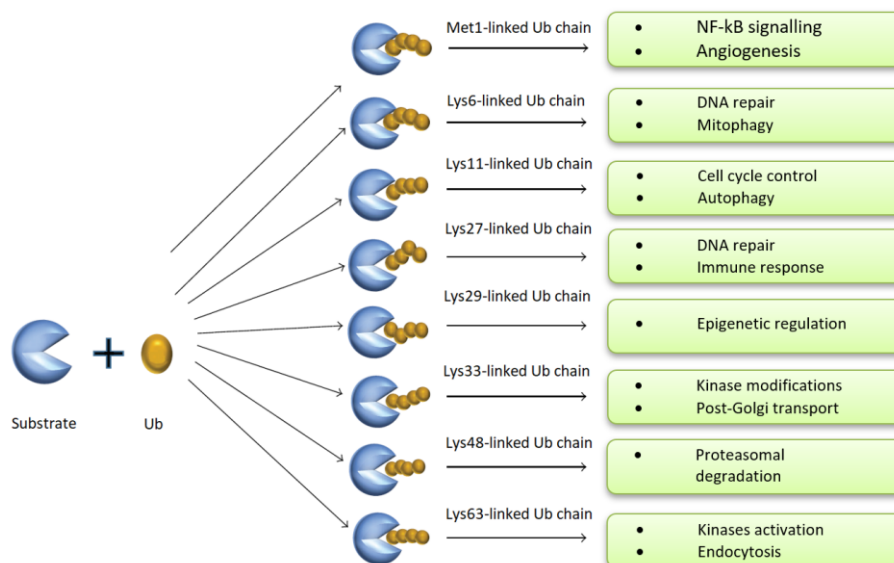 Met1-linked Ub chain
• NF-kB signalling
• Angiogenesis
Lys6-linked Ub chain
• DNA repair
• Mitophagy
Lys11-linked Ub chain
• Cell cycle control
• Autophagy
Lys27-linked Ub chain
• DNA repair
• Immune response
Lys29-linked Ub chain
• Epigenetic regulation
Lys33-linked Ub chain
• Kinase modifications
• Post-Golgi transport
Lys48-linked Ub chain
• Proteasomal
degradation
Lys63-linked Ub chain
• Kinases activation
• Endocytosis
Substrate
+
Ub